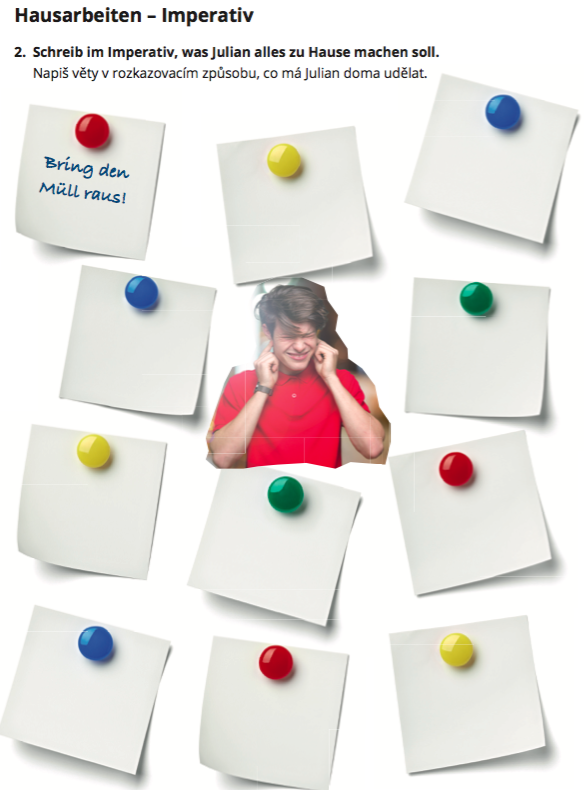 Hausarbeiten – Imperativ
2. Schreib im Imperativ, was Julian alles zu Hause machen soll.
Napiš věty v rozkazovacím způsobu, co má Julian doma udělat.
Bring den
Müll raus!